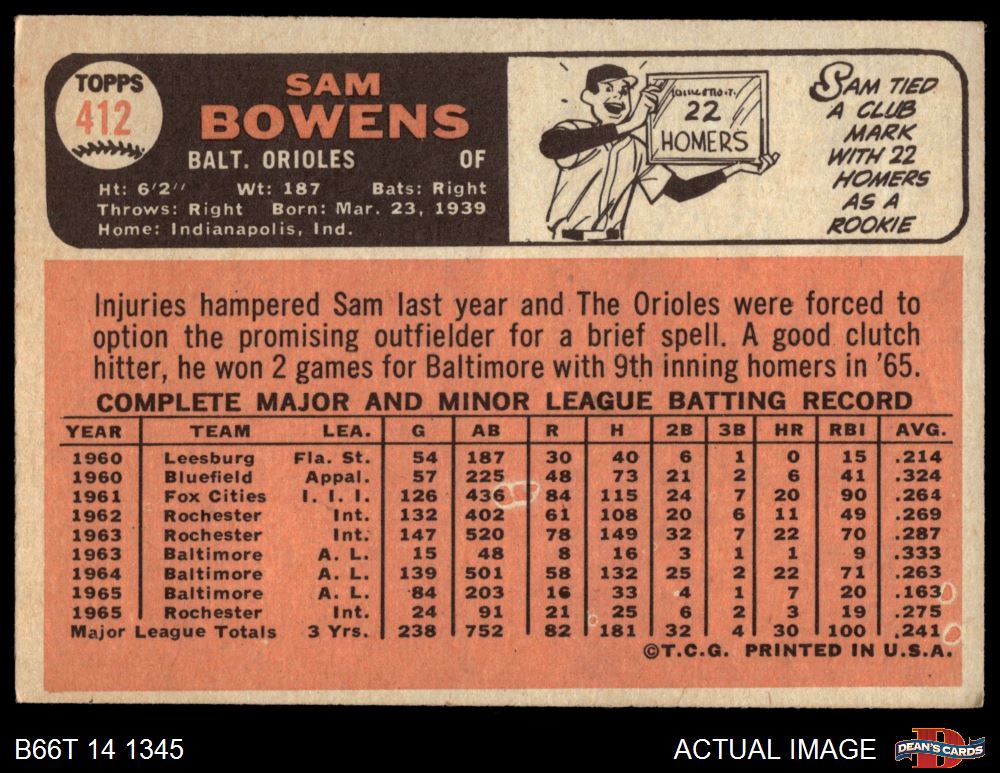 TOPPS
412
SAM
BOWENS
BALT. ORIOLES OF
Ht: 6'2" Wt: 187 Bats: Right
Throws: Right Born: Mar. 23, 1939
Home: Indianapolis, Ind.
22
HOMERS
SAM TIED
A CLUB
MARK
WITH 22
HOMERS
AS A
ROOKIE
Injuries hampered Sam last year and The Orioles were forced to
option the promising outfielder for a brief spell. A good clutch
hitter, he won 2 games for Baltimore with 9th inning homers in '65.
COMPLETE MAJOR AND MINOR LEAGUE BATTING RECORD
YEAR TEAM LEA. G AB R H 2B 3B HR RBI AVG.
1960 Leesburg Fla. St. 54 187 30 40 6 1 0 15 .214
1960 Bluefield Appal. 57 225 48 73 21 2 6 41 .324
1961 Fox Cities I. I. I. 126 436 84 115 24 7 20 90 .264
1962 Rochester Int. 132 402 61 108 20 6 11 49 .269
1963 Rochester Int. 147 520 78 149 32 7 22 70 .287
1963 Baltimore A. L. 15 48 8 16 3 1 1 9 .333
1964 Baltimore A. L. 139 501 58 132 25 2 22 71 .263
1965 Baltimore A. L. 84 203 16 33 4 1 7 20 .163
1965 Rochester Int. 24 91 21 25 6 2 3 19 .275
Major League Totals 3 Yrs. 238 752 82 181 32 4 30 100 .241
©T.C.G. PRINTED IN U.S.A.
B66T 14 1345 ACTUAL IMAGE DEAN'S CARDS